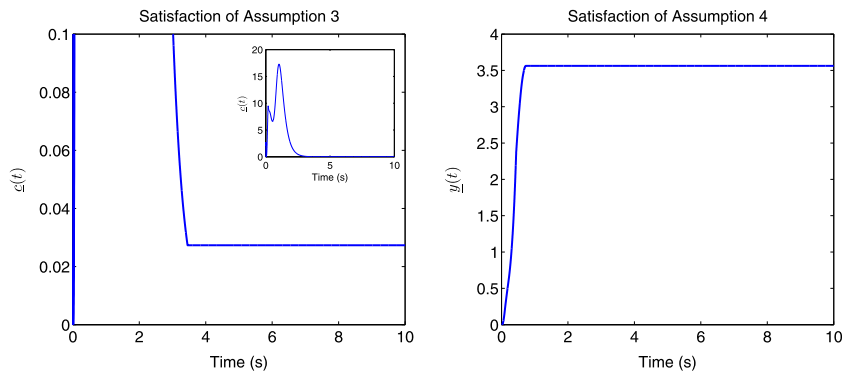 Satisfaction of Assumption 3
0.1
0.08
0.06
0.04
0.02
0
0 2 4 6 8 10
Time (s)
c(t)
20
15
10
5
0
0 5 10
Time (s)
c(t)
Satisfaction of Assumption 4
4
3.5
3
2.5
2
1.5
1
0.5
0
0 2 4 6 8 10
Time (s)
y(t)